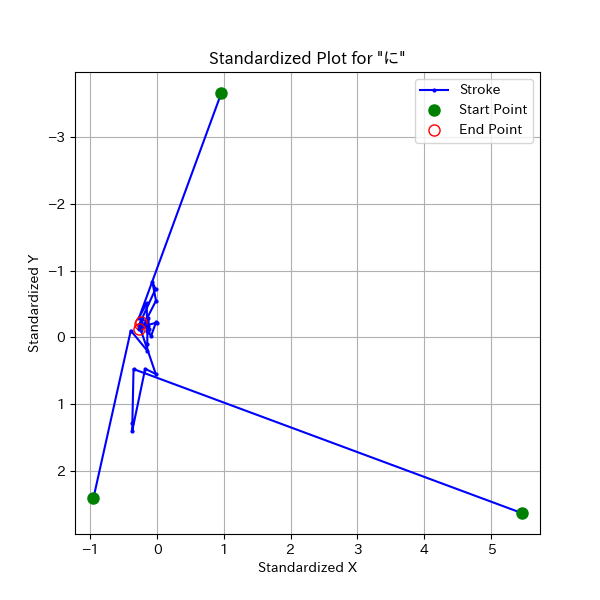 Standardized Plot for "に"
Stroke
Start Point
End Point
Standardized Y
−3
−2
−1
0
1
2
−1 0 1 2 3 4 5
Standardized X